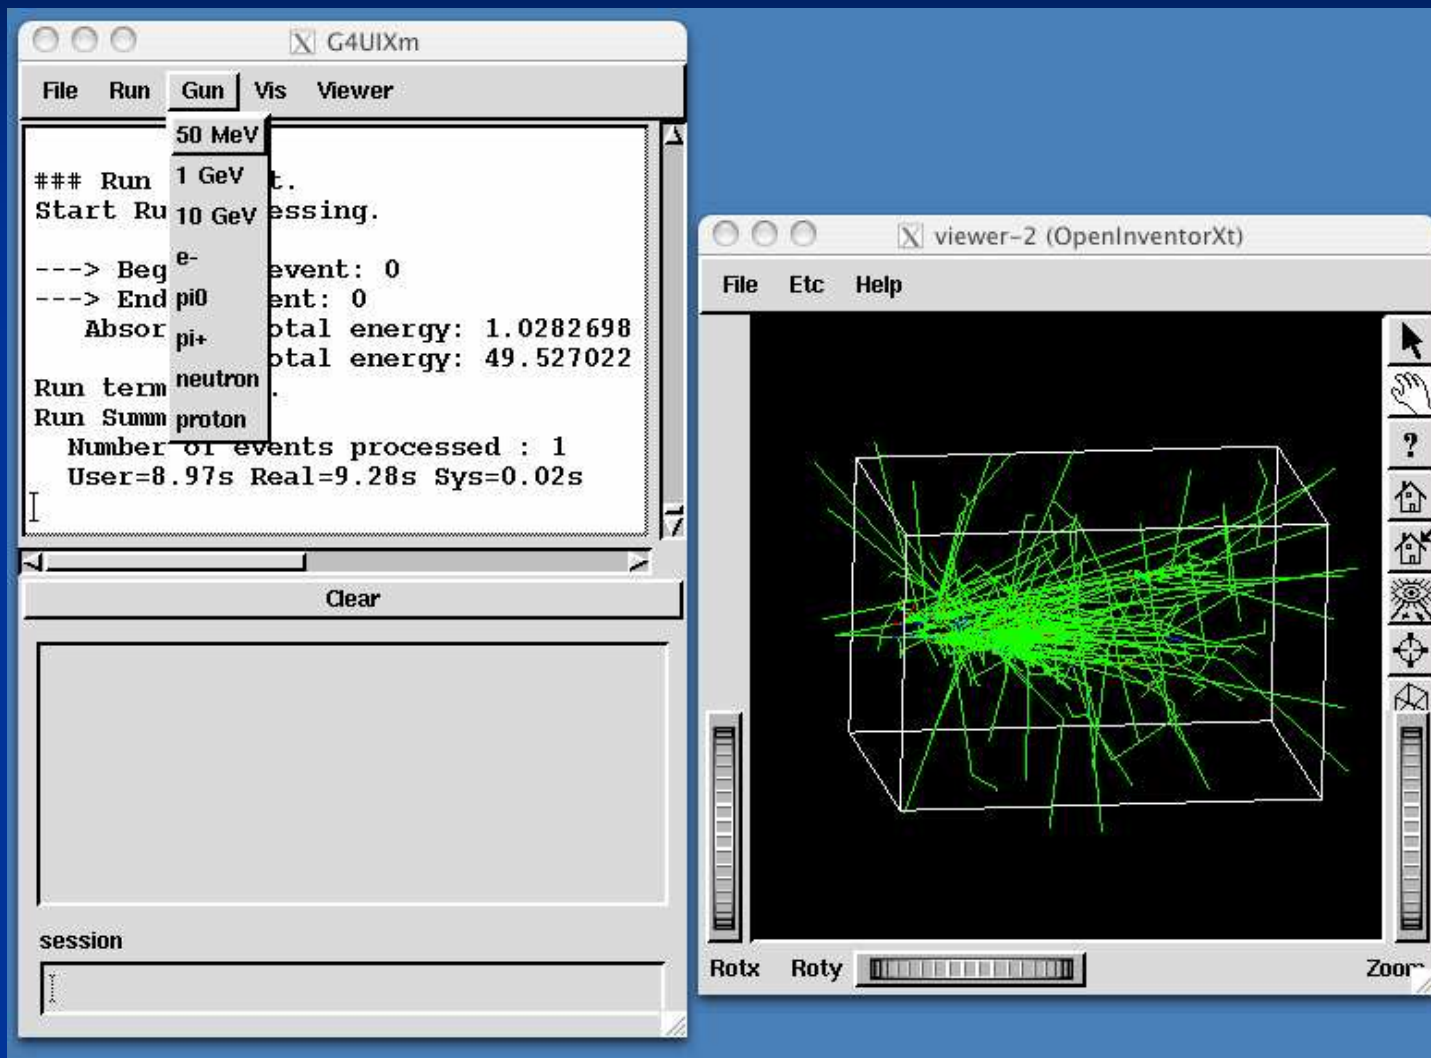 G4UIXm
File Run Gun Vis Viewer
50 MeV
1 GeV
10 GeV
e-
pi0
pi+
neutron
proton
### Run t.
Start Ru essing.
---> Beg event: 0
---> End ent: 0
Absor otal energy: 1.0282698
otal energy: 49.527022
Run term .
Run Summ
Number of events processed : 1
User=8.97s Real=9.28s Sys=0.02s
Clear
session
viewer-2 (OpenInventorXt)
File Etc Help
?
Rotx Roty Zoom